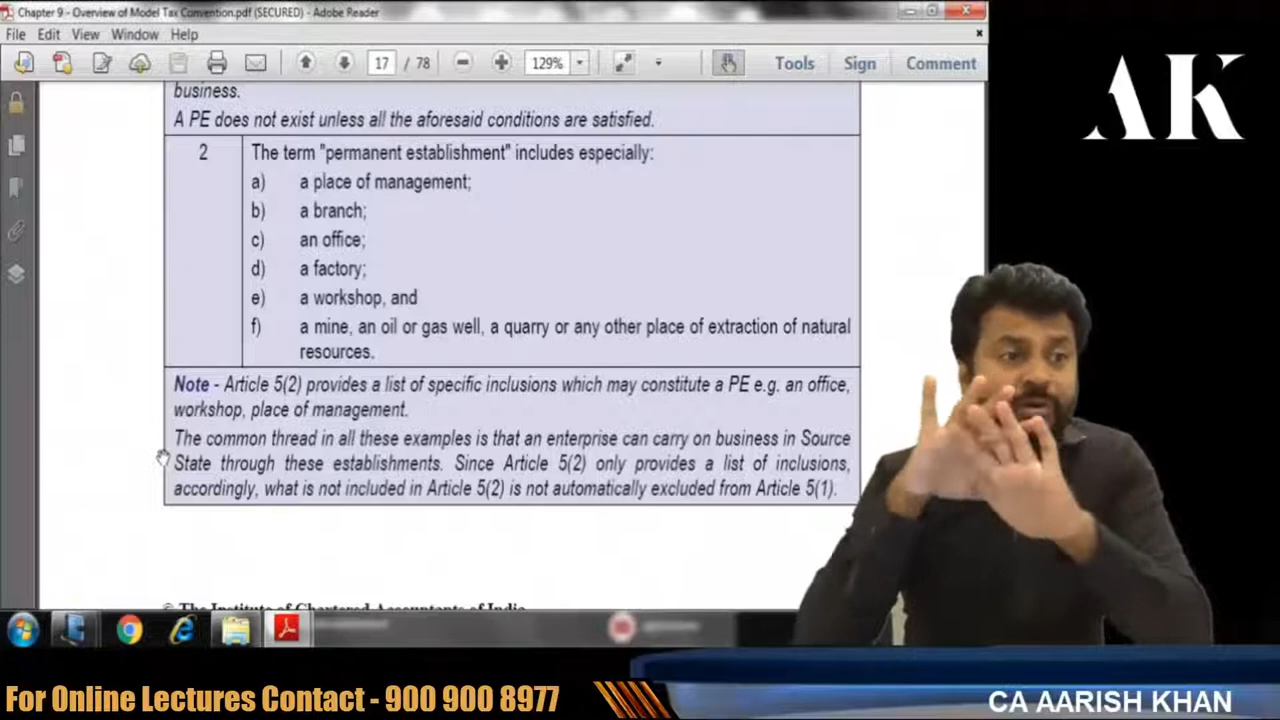 Chapter 9 - Overview of Model Tax Convention.pdf (SECURED) - Adobe Reader
File Edit View Window Help
17 / 78 129% Tools Sign Comment
AK
business.
A PE does not exist unless all the aforesaid conditions are satisfied.
2 The term "permanent establishment" includes especially:
a) a place of management;
b) a branch;
c) an office;
d) a factory;
e) a workshop, and
f) a mine, an oil or gas well, a quarry or any other place of extraction of natural
resources.
Note - Article 5(2) provides a list of specific inclusions which may constitute a PE e.g. an office,
workshop, place of management.
The common thread in all these examples is that an enterprise can carry on business in Source
State through these establishments. Since Article 5(2) only provides a list of inclusions,
accordingly, what is not included in Article 5(2) is not automatically excluded from Article 5(1).
© The Institute of Chartered Accountants of India
For Online Lectures Contact - 900 900 8977
CA AARISH KHAN